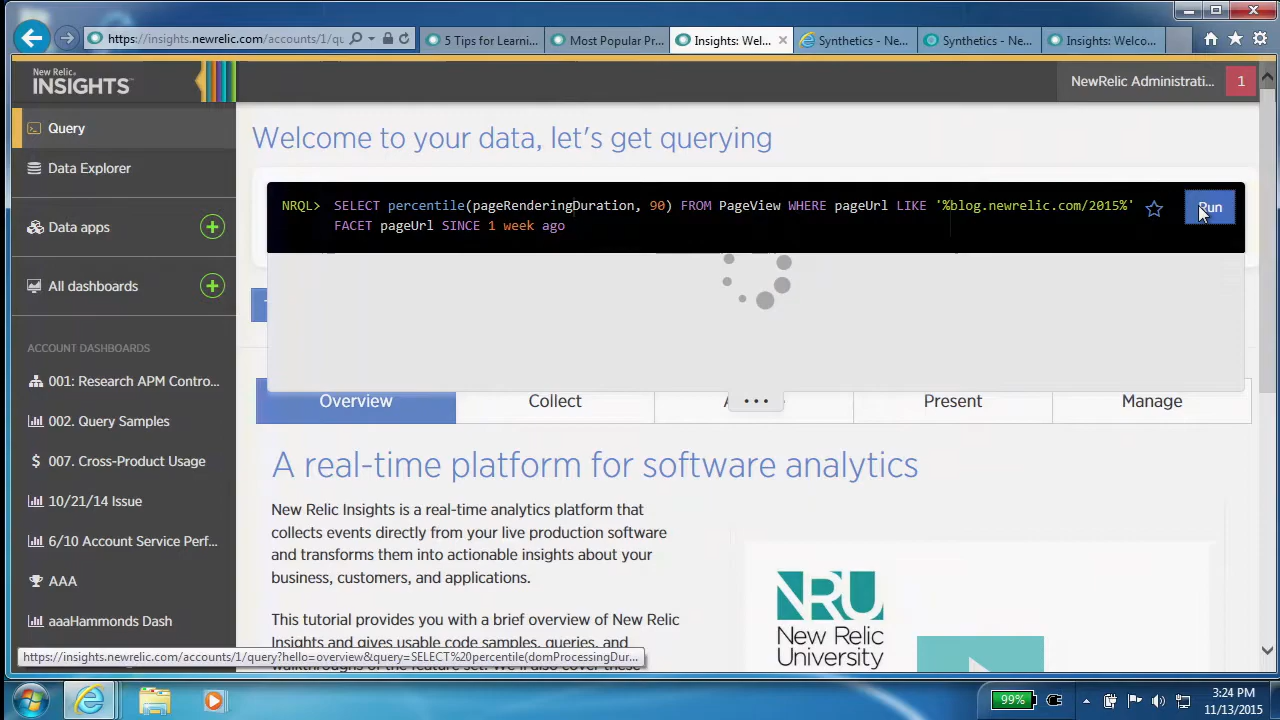 https://insights.newrelic.com/accounts/1/qu
5 Tips for Learni...
Most Popular Pr...
Insights: Wel...
Synthetics - Ne...
Synthetics - Ne...
Insights: Welco...
New Relic
INSIGHTS
NewRelic Administrati...
1
Query
Data Explorer
Data apps
All dashboards
ACCOUNT DASHBOARDS
001: Research APM Contro...
002. Query Samples
007. Cross-Product Usage
10/21/14 Issue
6/10 Account Service Perf...
AAA
aaaHammonds Dash
Welcome to your data, let's get querying
NRQL> SELECT percentile(pageRenderingDuration, 90) FROM PageView WHERE pageUrl LIKE '%blog.newrelic.com/2015%'
FACET pageUrl SINCE 1 week ago
Run
Overview
Collect
Present
Manage
A real-time platform for software analytics
New Relic Insights is a real-time analytics platform that
collects events directly from your live production software
and transforms them into actionable insights about your
business, customers, and applications.
This tutorial provides you with a brief overview of New Relic
Insights and gives usable code samples, queries, and
NRU
New Relic
University
https://insights.newrelic.com/accounts/1/query?hello=overview&query=SELECT%20percentile(domProcessingDur...
99%
3:24 PM
11/13/2015